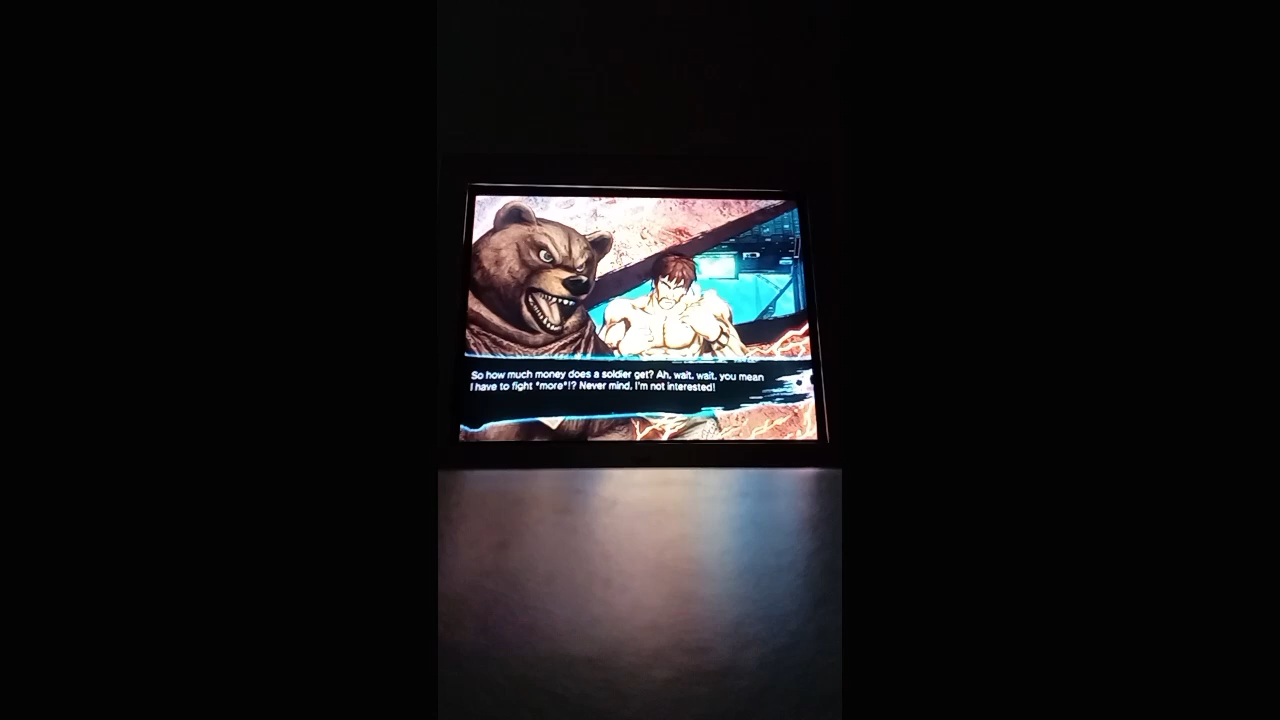 So how much money does a soldier get? Ah, wait, wait, you mean
I have to fight "more"!? Never mind, I'm not interested!